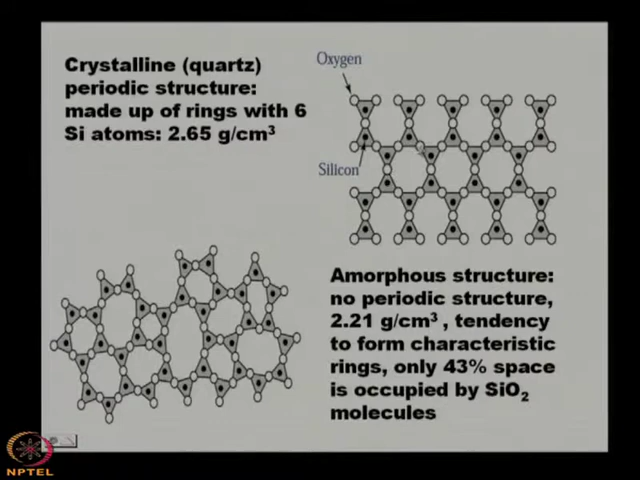 Crystalline (quartz)
periodic structure:
made up of rings with 6
Si atoms: 2.65 g/cm³
Oxygen
Silicon
Amorphous structure:
no periodic structure,
2.21 g/cm³ , tendency
to form characteristic
rings, only 43% space
is occupied by SiO₂
molecules
NPTEL